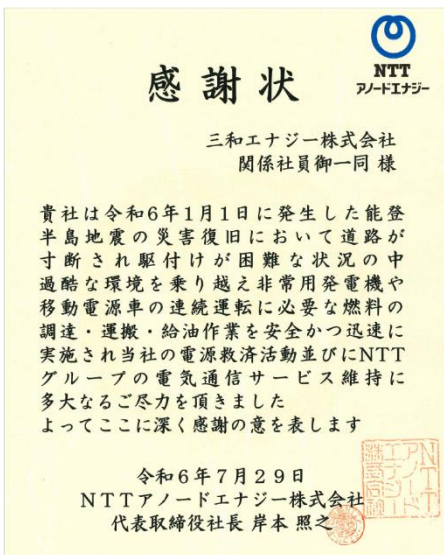 NTT
アノードエナジー
感謝状
三和エナジー株式会社
関係社員御一同 様
貴社は令和6年1月1日に発生した能登
半島地震の災害復旧において道路が
寸断され駆付けが困難な状況の中
過酷な環境を乗り越え非常用発電機や
移動電源車の連続運転に必要な燃料の
調達・運搬・給油作業を安全かつ迅速に
実施され当社の電源救済活動並びにNTT
グループの電気通信サービス維持に
多大なるご尽力を頂きました
よってここに深く感謝の意を表します
令和6年7月29日
NTTアノードエナジー株式会社
代表取締役社長 岸本 照之